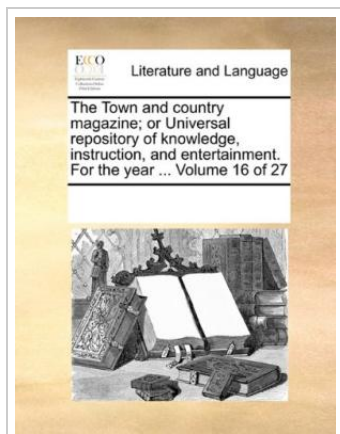 ECCO
Literature and Language
The Town and country
magazine; or Universal
repository of knowledge,
instruction, and entertainment.
For the year ... Volume 16 of 27